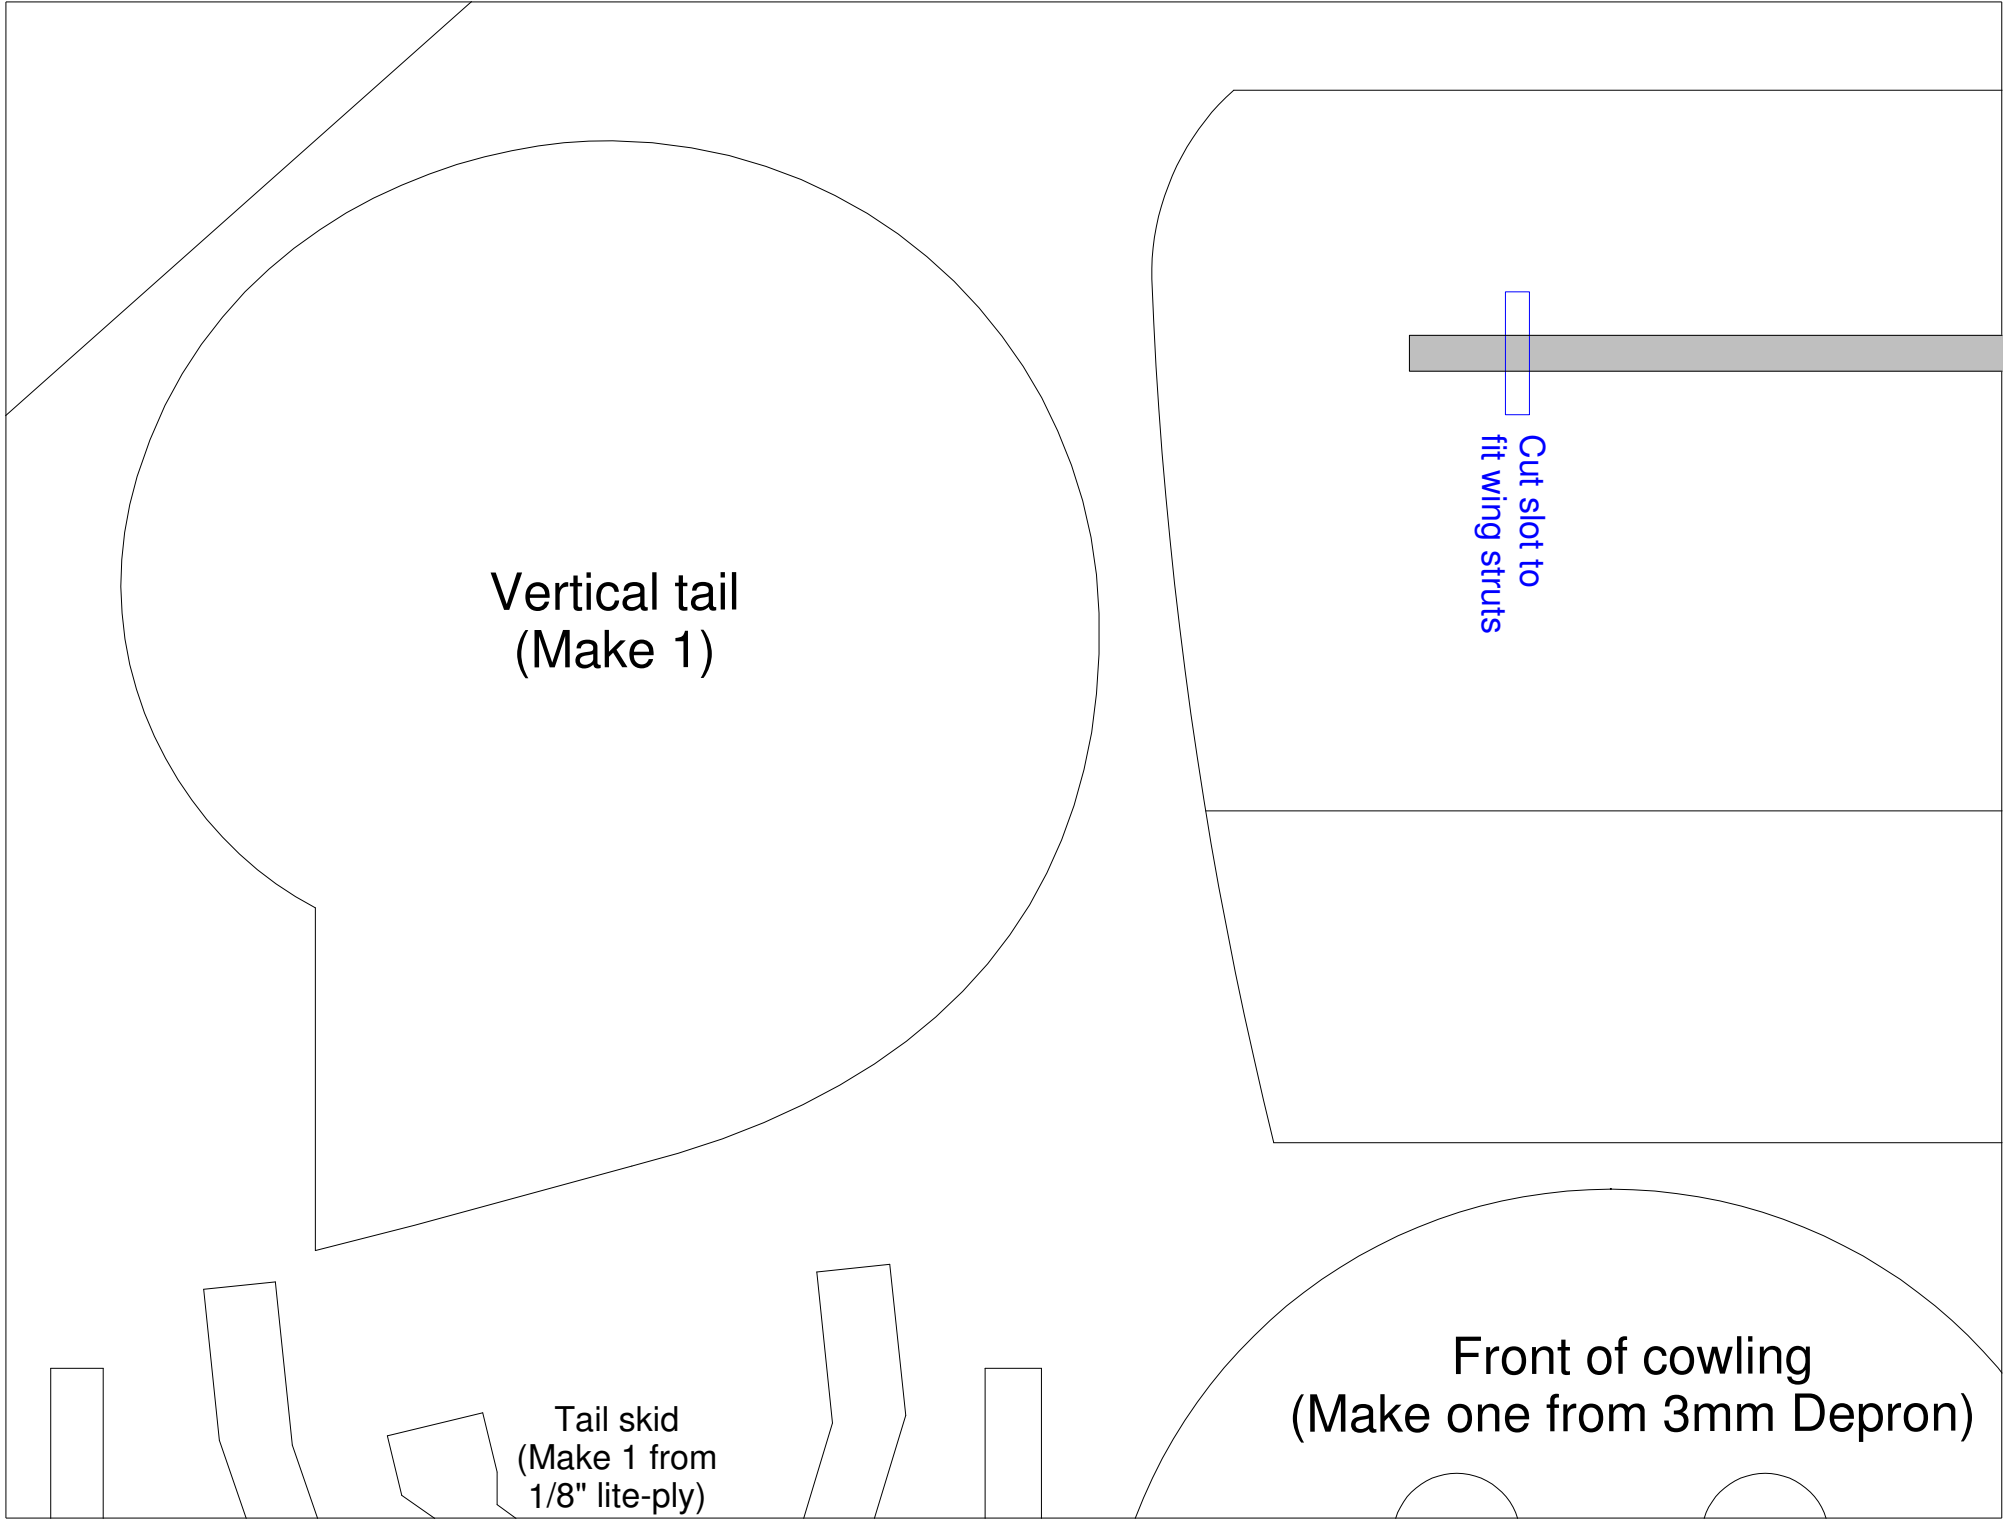 Cut slot to
fit wing struts
Vertical tail
(Make 1)
Front of cowling
(Make one from 3mm Depron)
Tail skid
(Make 1 from
1/8" lite-ply)